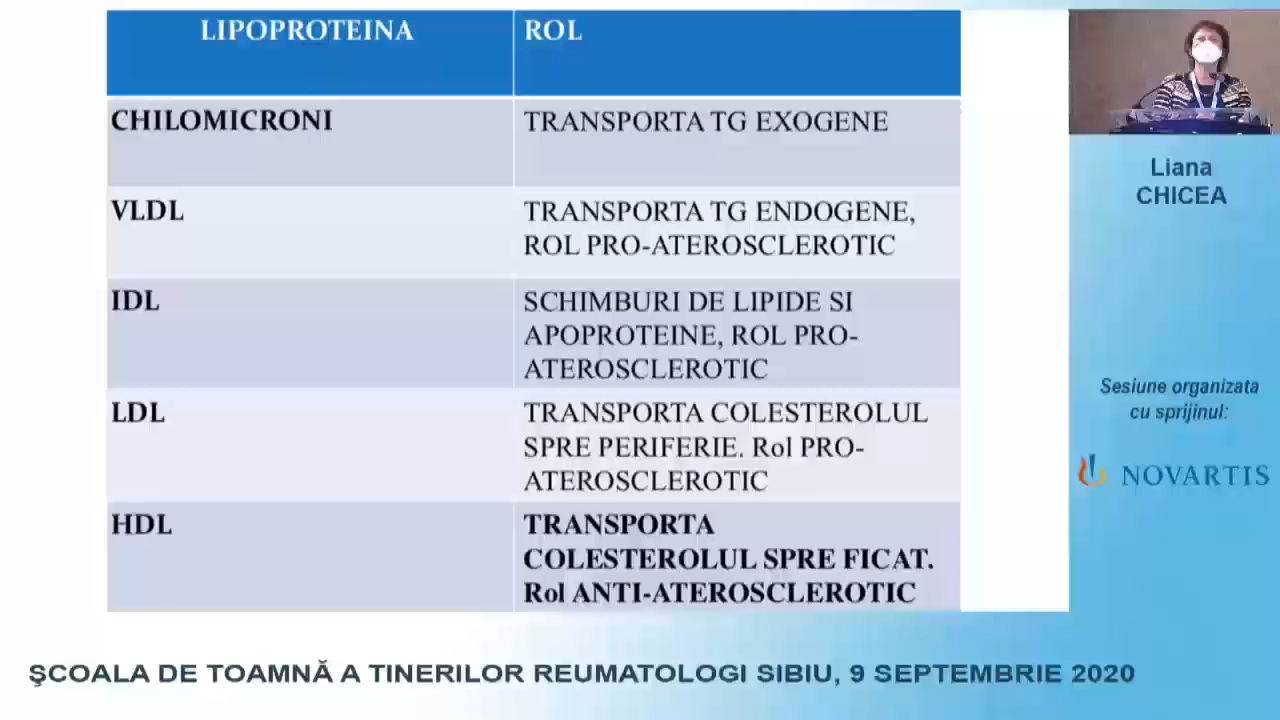 LIPOPROTEINA
ROL
CHILOMICRONI
TRANSPORTA TG EXOGENE
VLDL
TRANSPORTA TG ENDOGENE,
ROL PRO-ATEROSCLEROTIC
IDL
SCHIMBURI DE LIPIDE SI
APOPROTEINE, ROL PRO-
ATEROSCLEROTIC
LDL
TRANSPORTA COLESTEROLUL
SPRE PERIFERIE. Rol PRO-
ATEROSCLEROTIC
HDL
TRANSPORTA
COLESTEROLUL SPRE FICAT.
Rol ANTI-ATEROSCLEROTIC
Liana
CHICEA
Sesiune organizata
cu sprijinul:
NOVARTIS
ŞCOALA DE TOAMNĂ A TINERILOR REUMATOLOGI SIBIU, 9 SEPTEMBRIE 2020